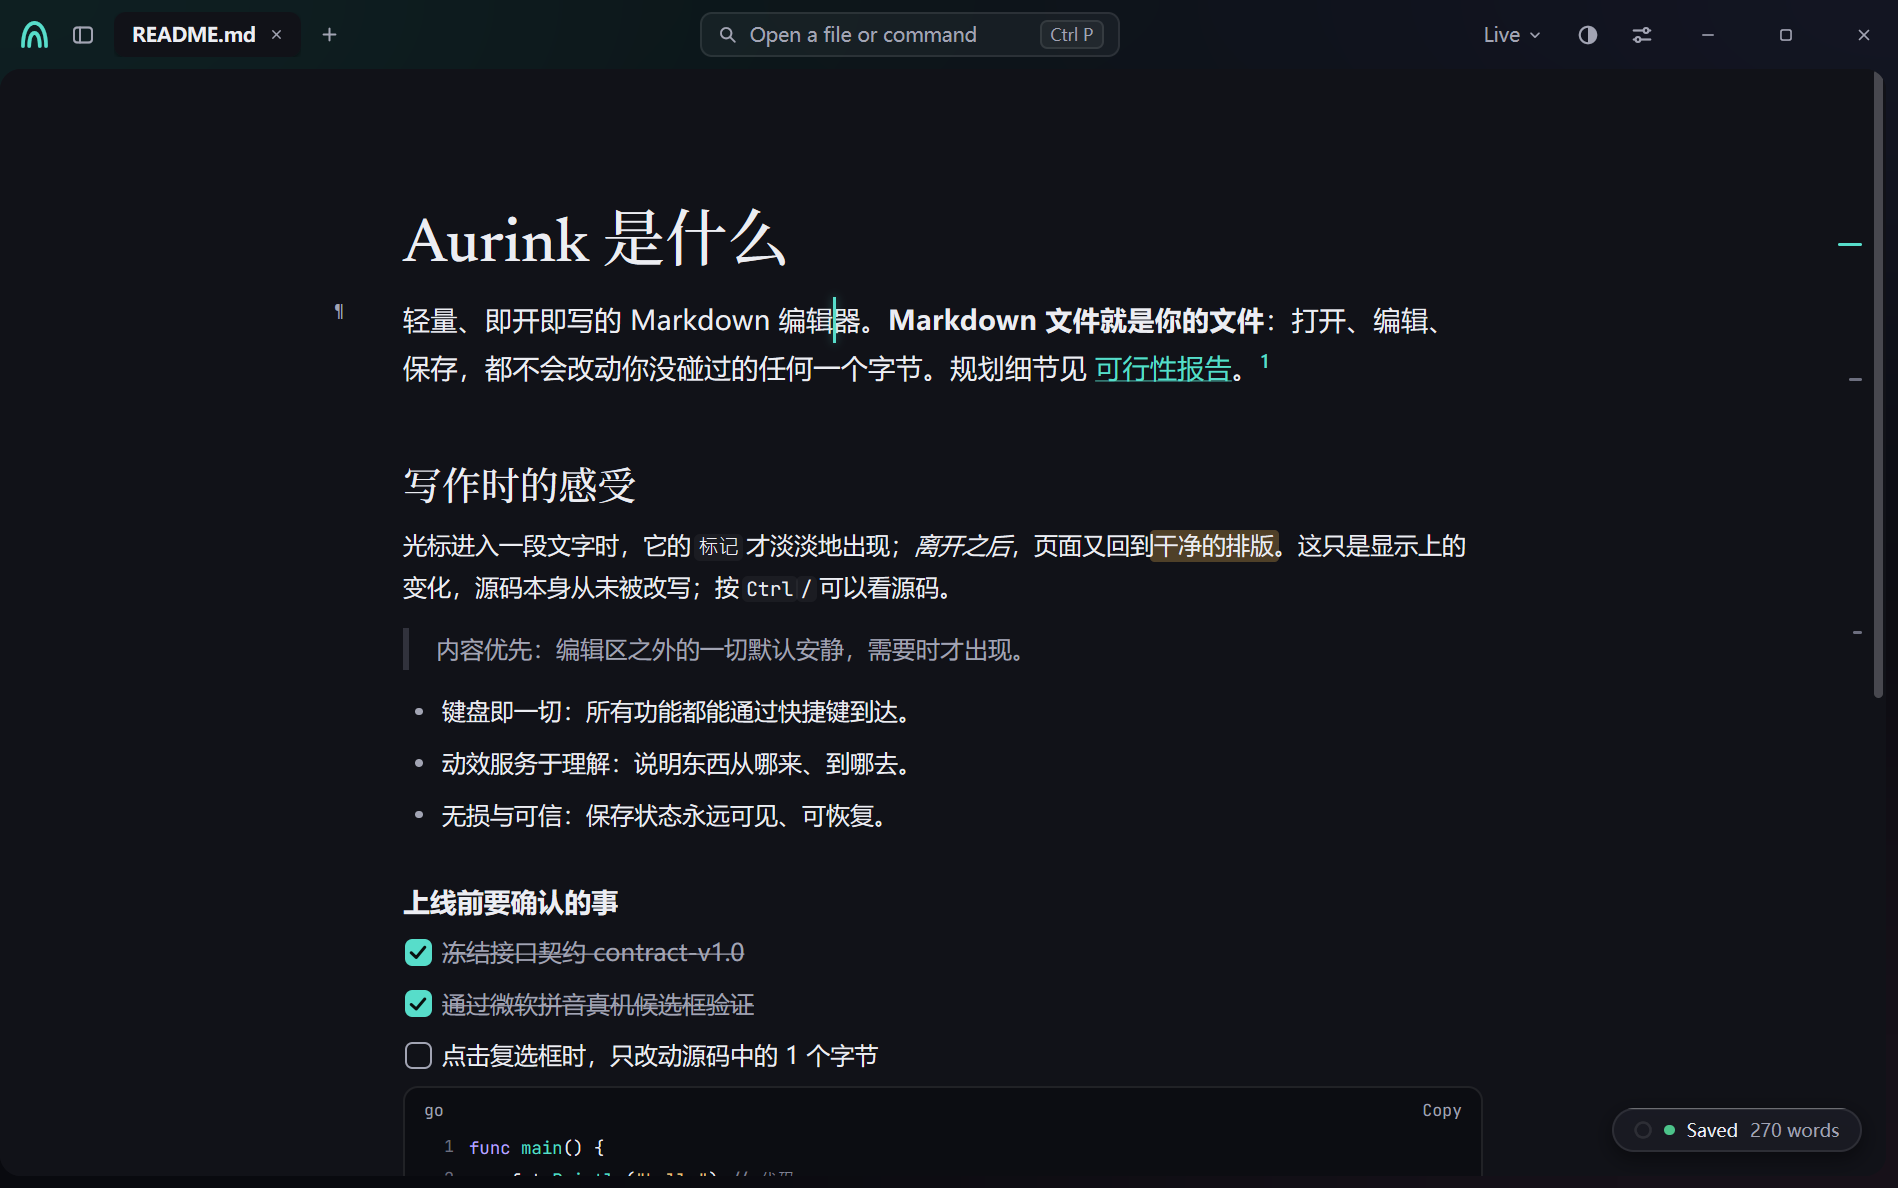 README.md
Open a file or command
Ctrl P
Live
Aurink 是什么
¶
轻量、即开即写的 Markdown 编辑器。Markdown 文件就是你的文件：打开、编辑、
保存，都不会改动你没碰过的任何一个字节。规划细节见 可行性报告。1
写作时的感受
光标进入一段文字时，它的 标记 才淡淡地出现；离开之后，页面又回到干净的排版。这只是显示上的
变化，源码本身从未被改写；按 Ctrl / 可以看源码。
内容优先：编辑区之外的一切默认安静，需要时才出现。
• 键盘即一切：所有功能都能通过快捷键到达。
• 动效服务于理解：说明东西从哪来、到哪去。
• 无损与可信：保存状态永远可见、可恢复。
上线前要确认的事
冻结接口契约 contract-v1.0
通过微软拼音真机候选框验证
点击复选框时，只改动源码中的 1 个字节
go
Copy
1 func main() {
Saved 270 words